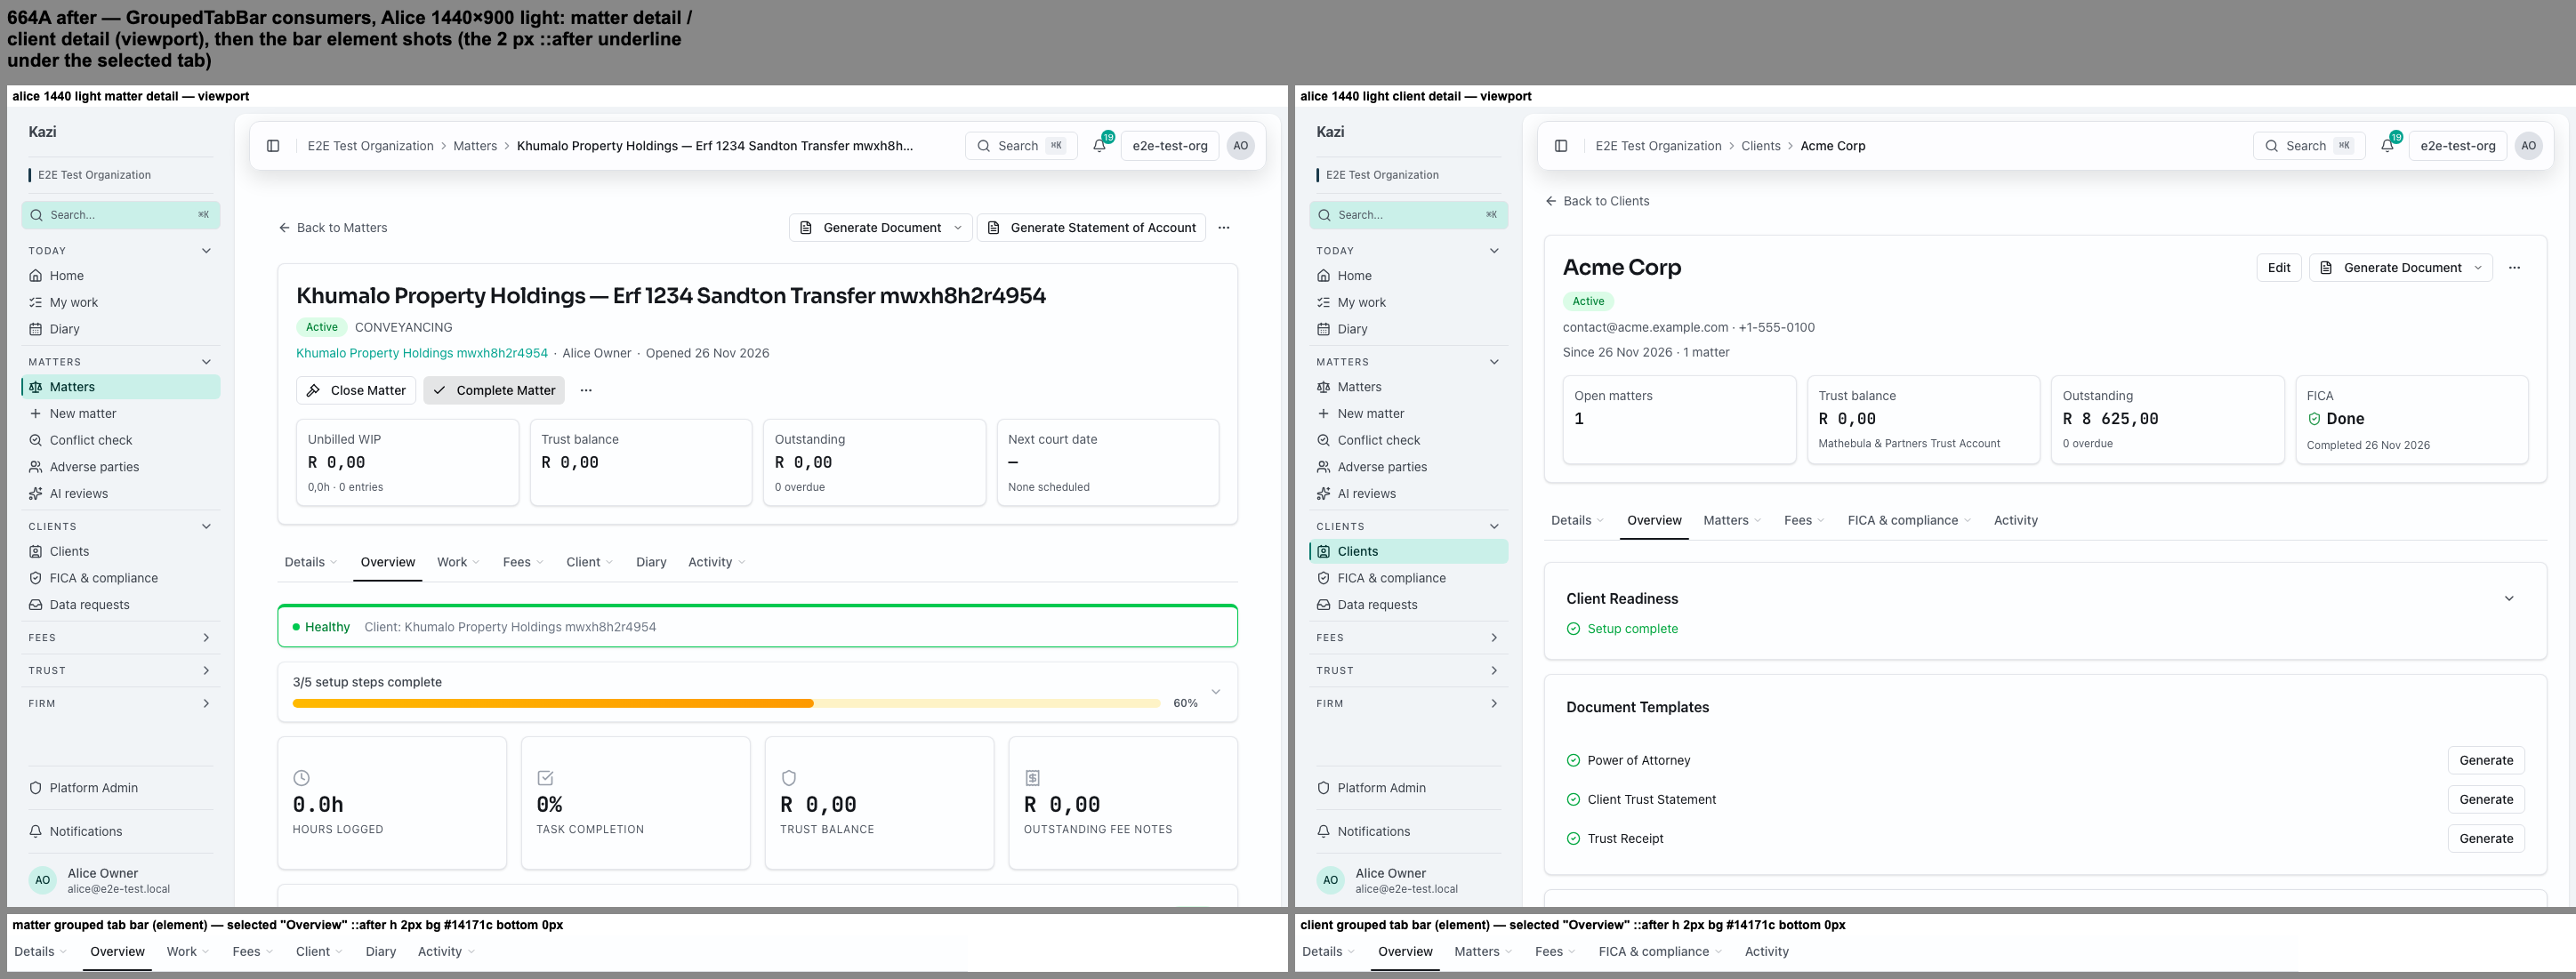 664A after — GroupedTabBar consumers, Alice 1440×900 light: matter detail /
client detail (viewport), then the bar element shots (the 2 px ::after underline
under the selected tab)
alice 1440 light matter detail — viewport
Kazi
E2E Test Organization
Search... ⌘K
TODAY
Home
My work
Diary
MATTERS
Matters
New matter
Conflict check
Adverse parties
AI reviews
CLIENTS
Clients
FICA & compliance
Data requests
FEES
TRUST
FIRM
Platform Admin
Notifications
AO Alice Owner
alice@e2e-test.local
E2E Test Organization > Matters > Khumalo Property Holdings — Erf 1234 Sandton Transfer mwxh8h...
Search ⌘K 19 e2e-test-org AO
Back to Matters
Generate Document Generate Statement of Account ...
Khumalo Property Holdings — Erf 1234 Sandton Transfer mwxh8h2r4954
Active CONVEYANCING
Khumalo Property Holdings mwxh8h2r4954 · Alice Owner · Opened 26 Nov 2026
Close Matter Complete Matter ...
Unbilled WIP
R 0,00
0,0h · 0 entries
Trust balance
R 0,00
Outstanding
R 0,00
0 overdue
Next court date
—
None scheduled
Details Overview Work Fees Client Diary Activity
Healthy Client: Khumalo Property Holdings mwxh8h2r4954
3/5 setup steps complete
60%
0.0h
HOURS LOGGED
0%
TASK COMPLETION
R 0,00
TRUST BALANCE
R 0,00
OUTSTANDING FEE NOTES
alice 1440 light client detail — viewport
Kazi
E2E Test Organization
Search... ⌘K
TODAY
Home
My work
Diary
MATTERS
Matters
New matter
Conflict check
Adverse parties
AI reviews
CLIENTS
Clients
FICA & compliance
Data requests
FEES
TRUST
FIRM
Platform Admin
Notifications
AO Alice Owner
alice@e2e-test.local
E2E Test Organization > Clients > Acme Corp
Search ⌘K 19 e2e-test-org AO
Back to Clients
Acme Corp
Edit Generate Document ...
Active
contact@acme.example.com · +1-555-0100
Since 26 Nov 2026 · 1 matter
Open matters
1
Trust balance
R 0,00
Mathebula & Partners Trust Account
Outstanding
R 8 625,00
0 overdue
FICA
Done
Completed 26 Nov 2026
Details Overview Matters Fees FICA & compliance Activity
Client Readiness
Setup complete
Document Templates
Power of Attorney Generate
Client Trust Statement Generate
Trust Receipt Generate
matter grouped tab bar (element) — selected "Overview" ::after h 2px bg #14171c bottom 0px
Details Overview Work Fees Client Diary Activity
client grouped tab bar (element) — selected "Overview" ::after h 2px bg #14171c bottom 0px
Details Overview Matters Fees FICA & compliance Activity